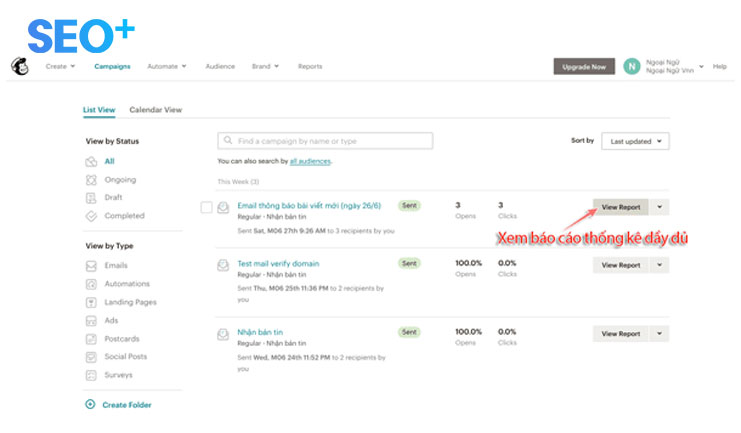 SEO+
Create Campaigns Automate Audience Brand Reports Upgrade Now N Ngoại Ngữ Help
Ngoại Ngữ Vnn
List View Calendar View
View by Status
All
Ongoing
Draft
Completed
View by Type
Emails
Automations
Landing Pages
Ads
Postcards
Social Posts
Surveys
Create Folder
Find a campaign by name or type
Sort by Last updated
You can also search by all audiences.
This Week (3)
Email thông báo bài viết mới (ngày 26/6) Sent 3 3 View Report
Regular · Nhận bản tin Opens Clicks
Sent Sat, M06 27th 9:26 AM to 3 recipients by you
Xem báo cáo thống kê dấy dủ
Test mail verify domain Sent 100.0% 0.0% View Report
Regular · Nhận bản tin Opens Clicks
Sent Thu, M06 25th 11:36 PM to 2 recipients by
you
Nhận bản tin Sent 100.0% 0.0% View Report
Regular · Nhận bản tin Opens Clicks
Sent Wed, M06 24th 11:52 PM to 2 recipients by
you